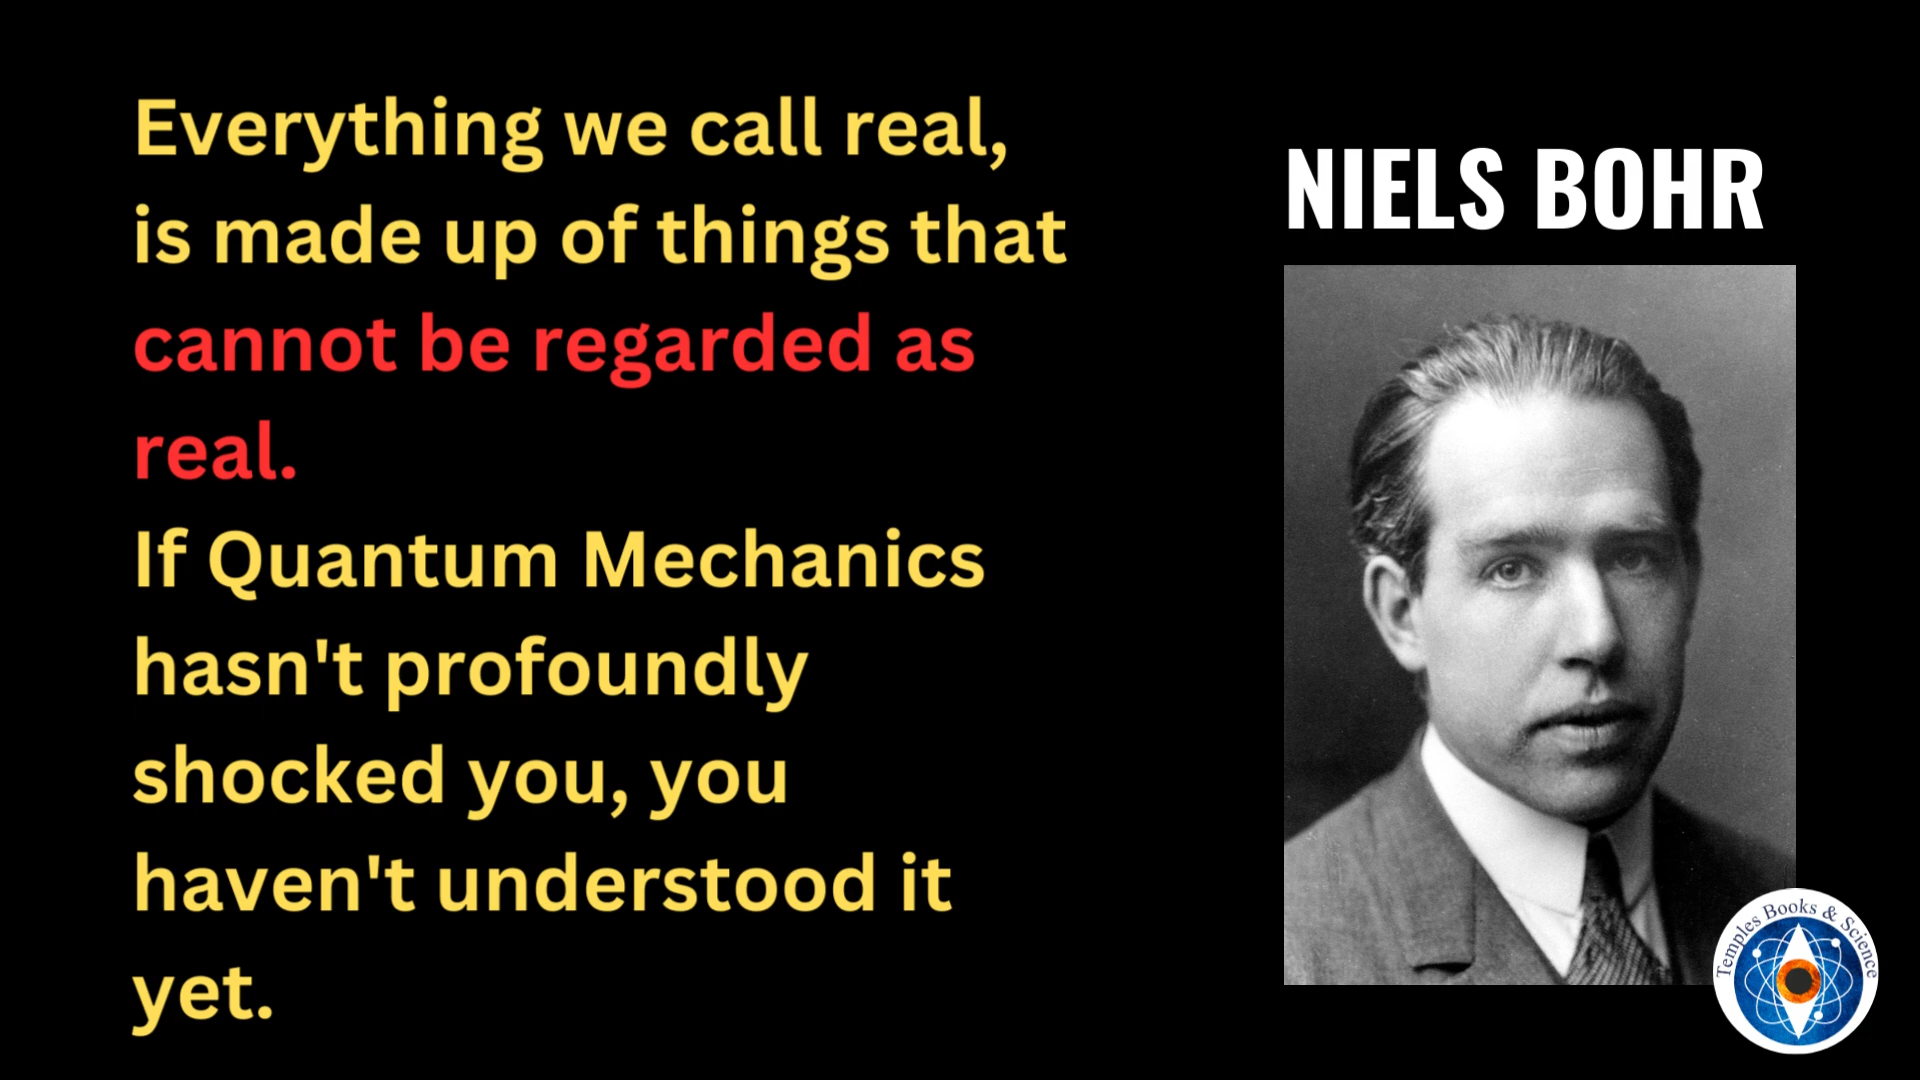 Everything we call real,
is made up of things that
cannot be regarded as
real.
If Quantum Mechanics
hasn't profoundly
shocked you, you
haven't understood it
yet.
NIELS BOHR
Temples Books & Science